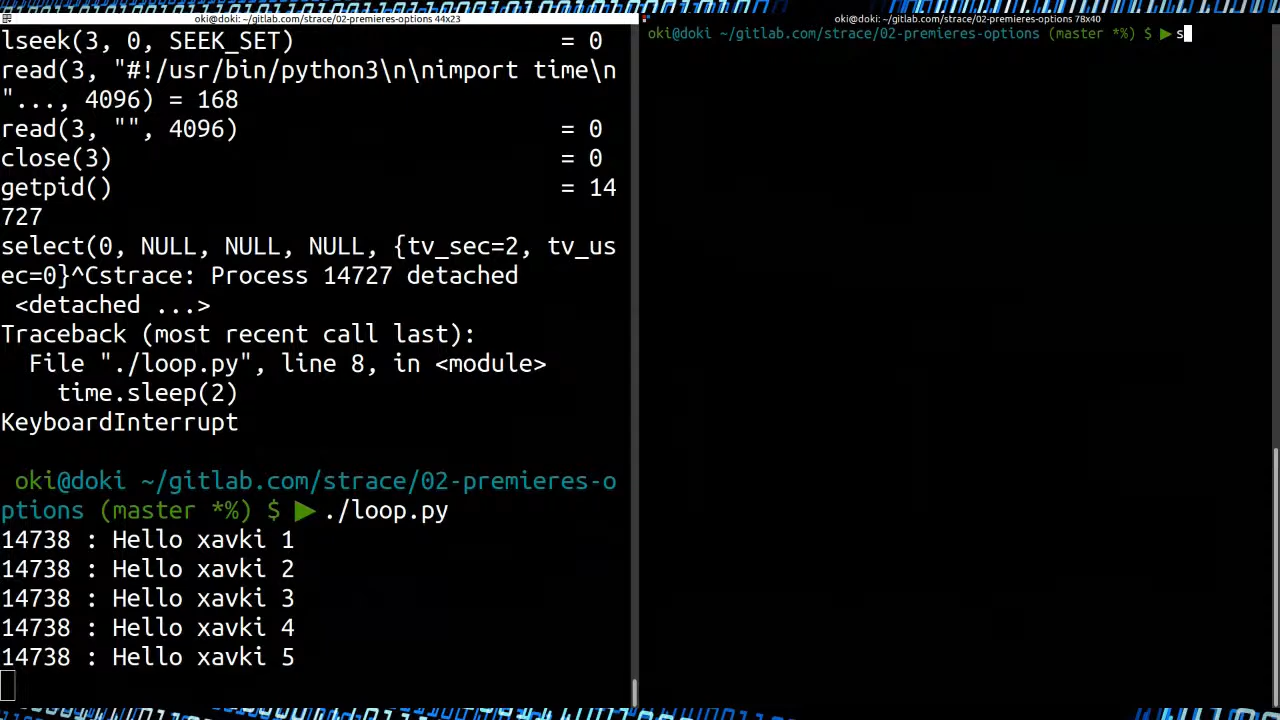 oki@doki: ~/gitlab.com/strace/02-premieres-options 44x23
lseek(3, 0, SEEK_SET) = 0
read(3, "#!/usr/bin/python3\n\nimport time\n
"..., 4096) = 168
read(3, "", 4096) = 0
close(3) = 0
getpid() = 14
727
select(0, NULL, NULL, NULL, {tv_sec=2, tv_us
ec=0}^Cstrace: Process 14727 detached
<detached ...>
Traceback (most recent call last):
File "./loop.py", line 8, in <module>
time.sleep(2)
KeyboardInterrupt
oki@doki ~/gitlab.com/strace/02-premieres-o
ptions (master *%) $ ▶ ./loop.py
14738 : Hello xavki 1
14738 : Hello xavki 2
14738 : Hello xavki 3
14738 : Hello xavki 4
14738 : Hello xavki 5
oki@doki: ~/gitlab.com/strace/02-premieres-options 78x40
oki@doki ~/gitlab.com/strace/02-premieres-options (master *%) $ ▶ s